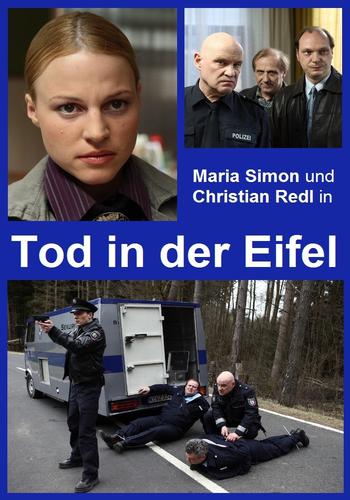 POLIZEI
Maria Simon und
Christian Redl in
Tod in der Eifel